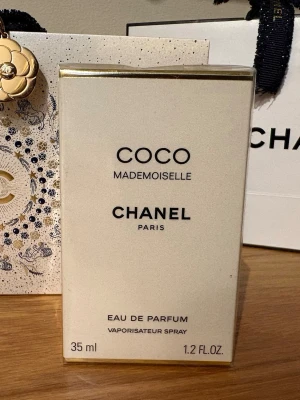 COCO
MADEMOISELLE
CHANEL
PARIS
EAU DE PARFUM
VAPORISATEUR SPRAY
35 ml 1.2 FL.OZ.
CHA